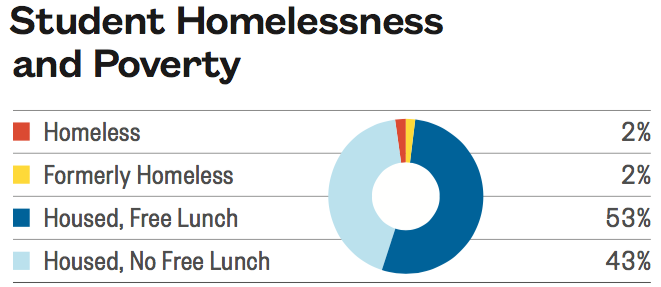 Student Homelessness
and Poverty
Homeless 2%
Formerly Homeless 2%
Housed, Free Lunch 53%
Housed, No Free Lunch 43%